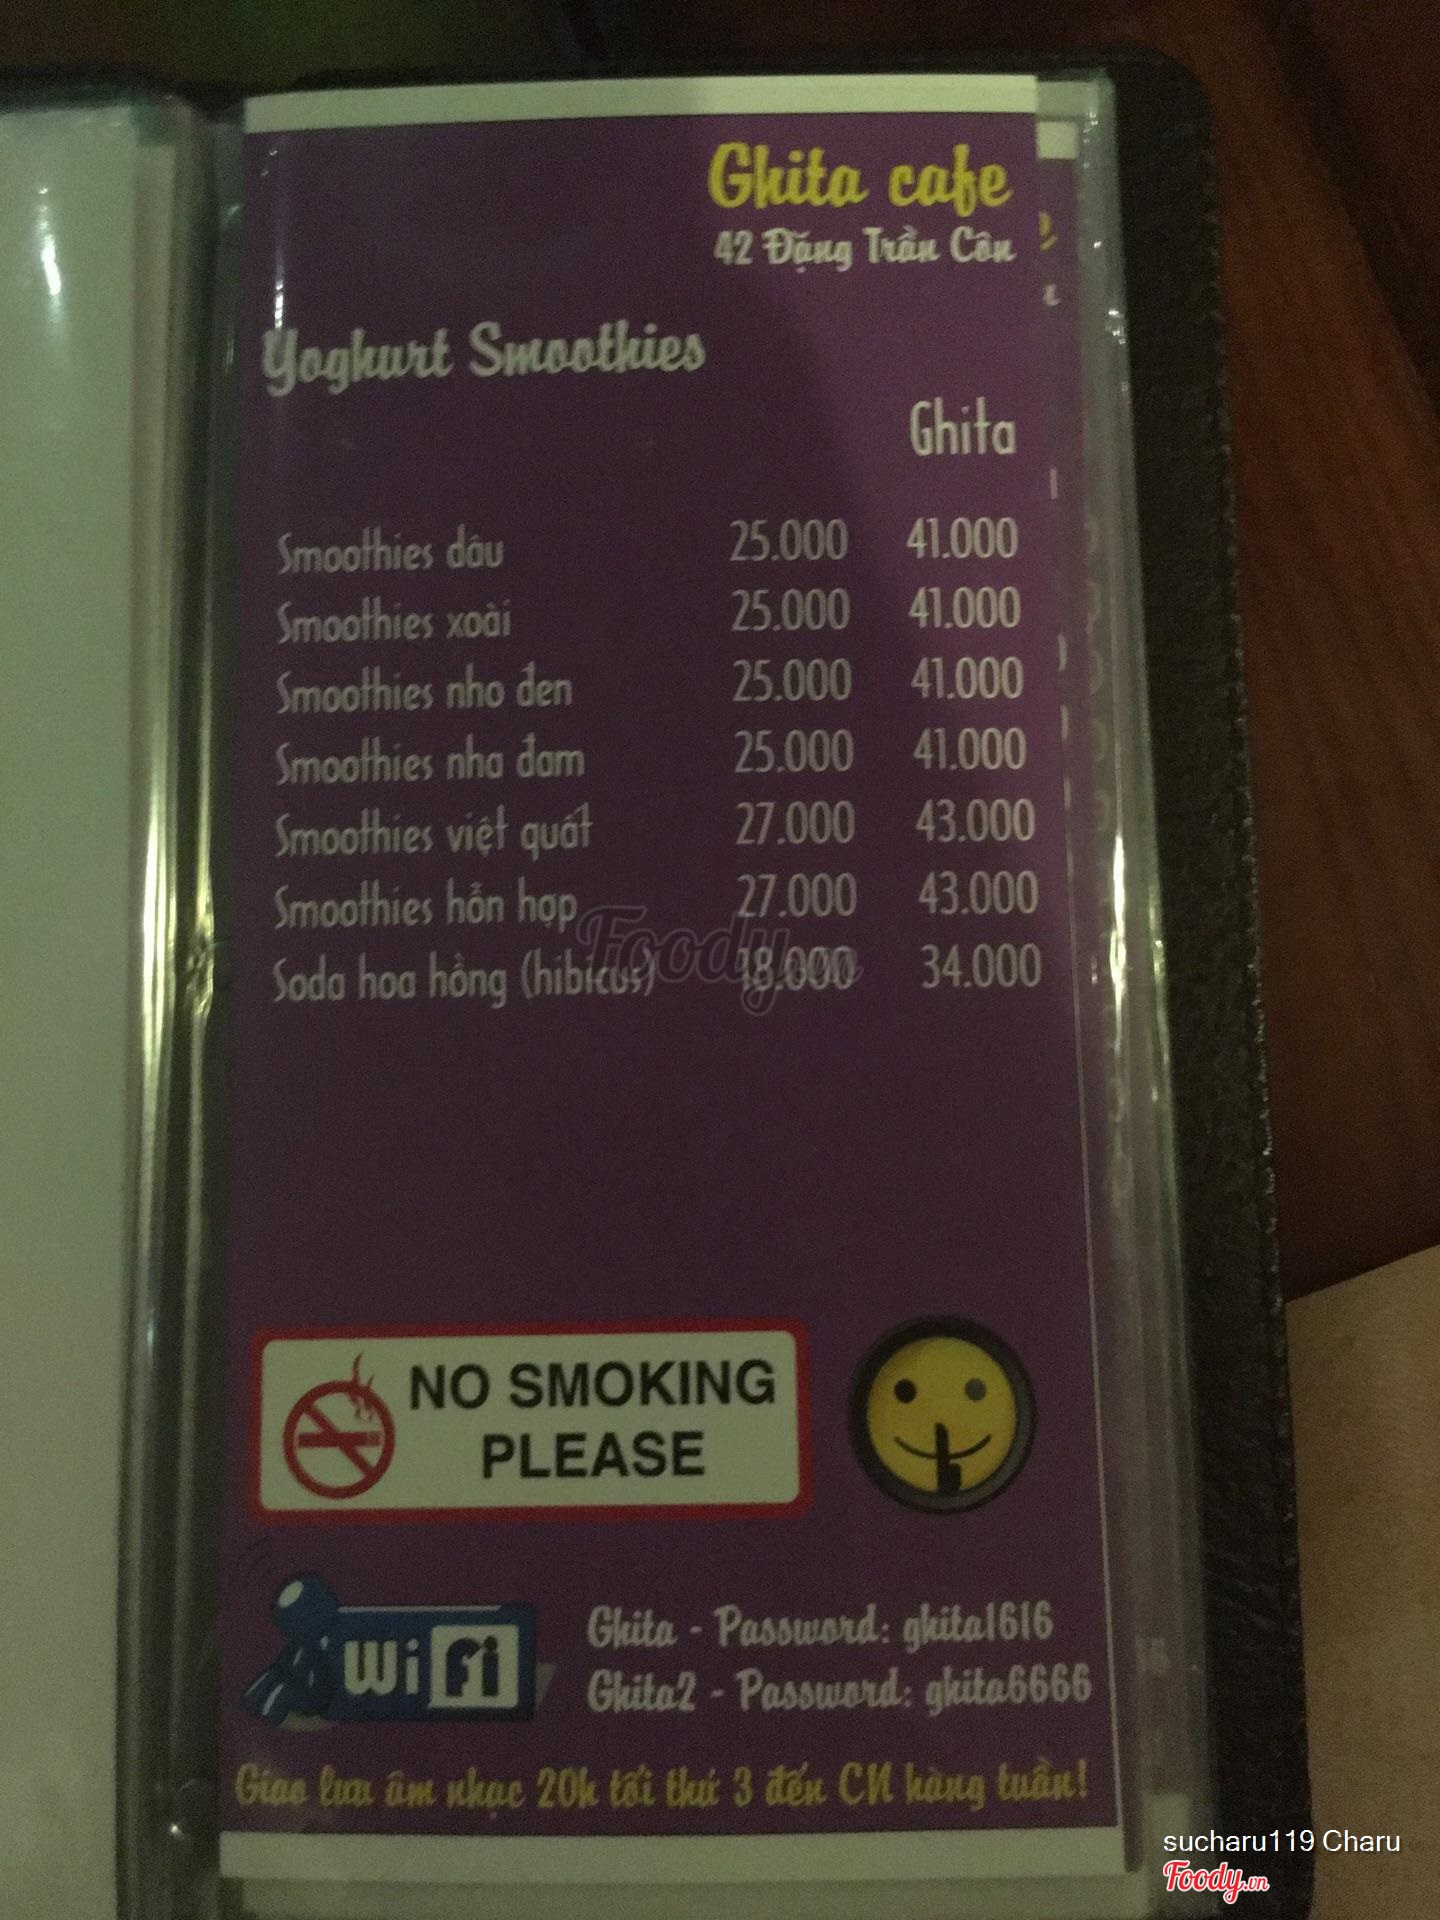 Ghita cafe
42 Đặng Trần Côn
Yoghurt Smoothies
Ghita
Smoothies dâu 25.000 41.000
Smoothies xoài 25.000 41.000
Smoothies nho đen 25.000 41.000
Smoothies nha đam 25.000 41.000
Smoothies việt quất 27.000 43.000
Smoothies hỗn hợp 27.000 43.000
Soda hoa hồng (hibicus) 18.000 34.000
Foody.vn
NO SMOKING
PLEASE
WiFi
Ghita - Password: ghita1616
Ghita2 - Password: ghita6666
Giao lưu âm nhạc 20h tối thứ 3 đến CN hàng tuần!
sucharu119 Charu
Foody.vn